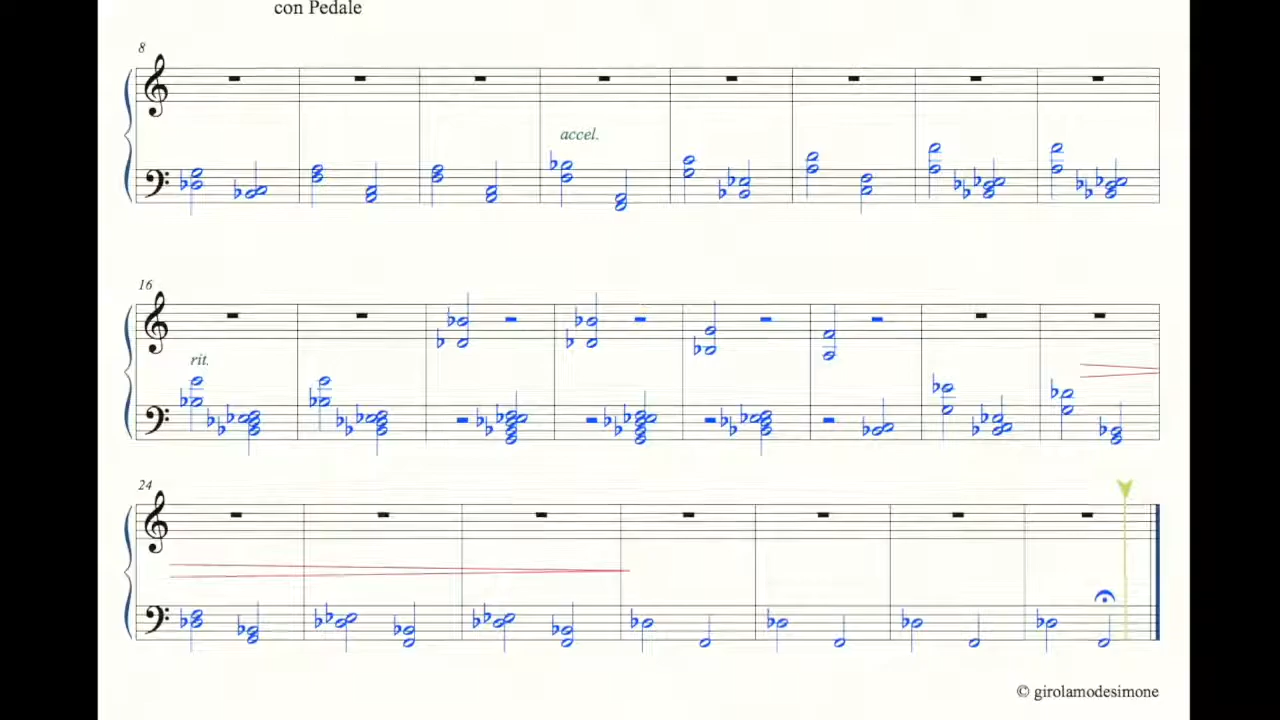 con Pedale
8
accel.
16
rit.
24
© girolamodesimone